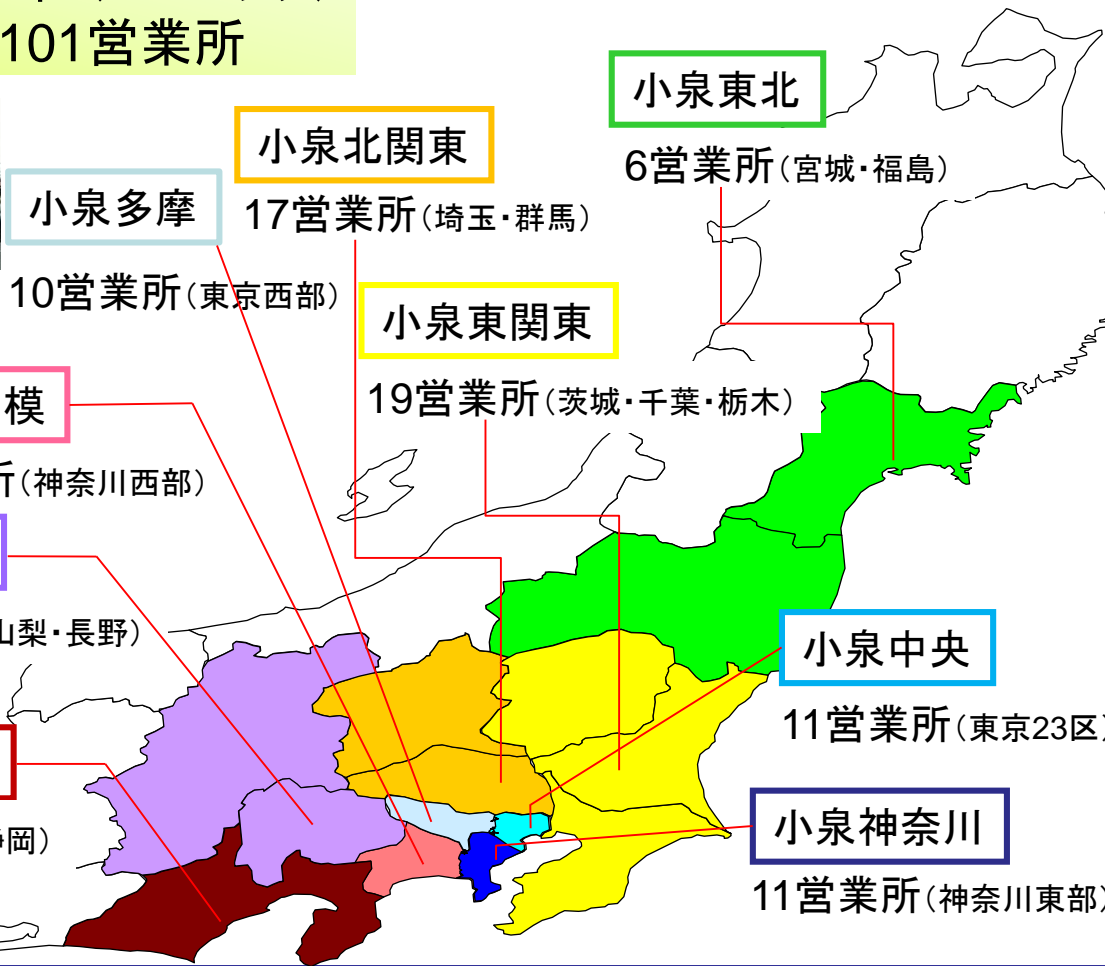 101営業所
小泉東北
6営業所(宮城・福島)
小泉北関東
17営業所(埼玉・群馬)
小泉多摩
10営業所(東京西部)
小泉東関東
19営業所(茨城・千葉・栃木)
模
所(神奈川西部)
山梨・長野)
小泉中央
11営業所(東京23区)
岡)
小泉神奈川
11営業所(神奈川東部)